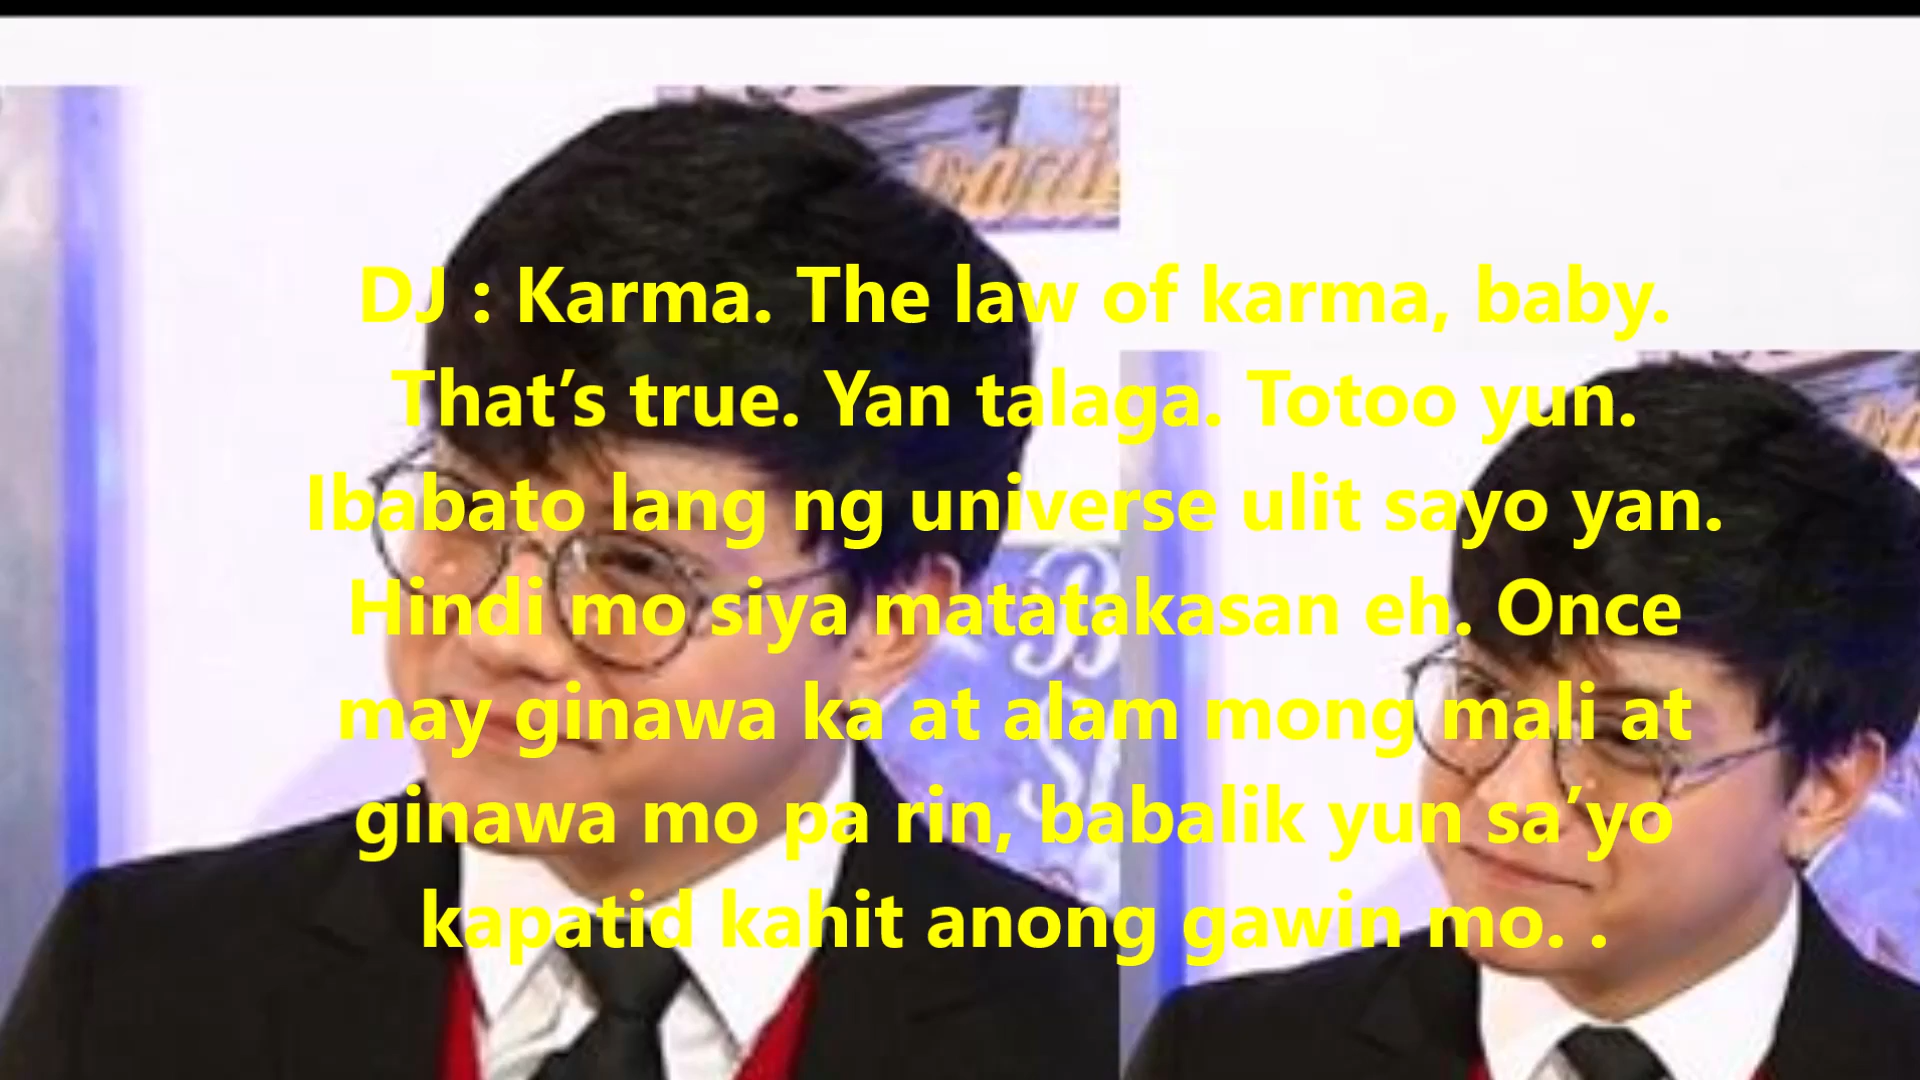 DJ : Karma. The law of karma, baby.
That’s true. Yan talaga. Totoo yun.
Ibabato lang ng universe ulit sayo yan.
Hindi mo siya matatakasan eh. Once
may ginawa ka at alam mong mali at
ginawa mo pa rin, babalik yun sa’yo
kapatid kahit anong gawin mo. .